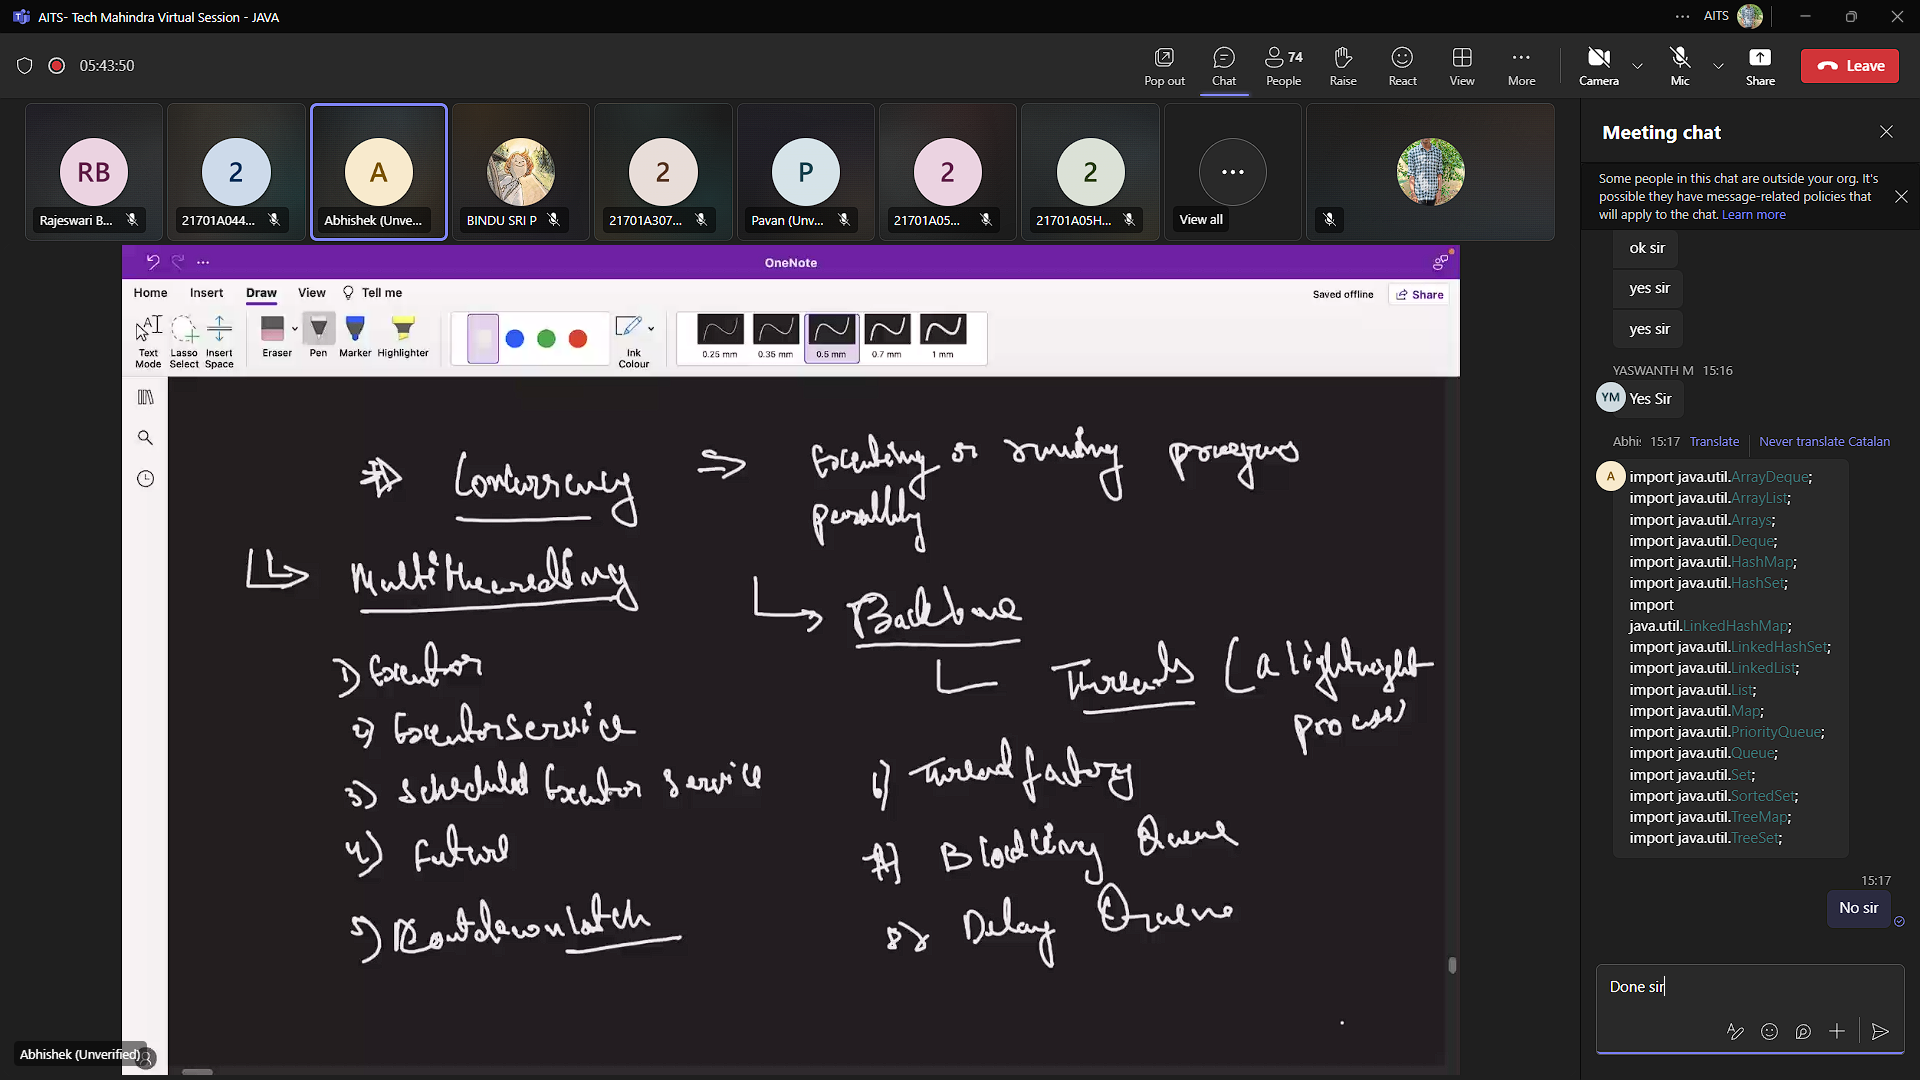 AITS- Tech Mahindra Virtual Session - JAVA
AITS
05:43:50
Pop out
Chat
74
People
Raise
React
View
More
Camera
Mic
Share
Leave
RB
2
A
2
P
2
2
Rajeswari B...
21701A044...
Abhishek (Unve...
BINDU SRI P
21701A307...
Pavan (Unv...
21701A05...
21701A05H...
View all
OneNote
Home Insert Draw View Tell me
Saved offline
Share
Text Mode
Lasso Select
Insert Space
Eraser
Pen
Marker
Highlighter
Ink Colour
0.25 mm
0.35 mm
0.5 mm
0.7 mm
1 mm
Concurrency => Executing or running programs
parallely
Multithreading
Backbone
Threads (a lightweight
process)
1) Executor
2) Executorservice
3) Scheduled Executor Service
4) Future
5) Countdownlatch
6) Thread factory
7) Blocking Queue
8) Delay Queue
Abhishek (Unverified)
Meeting chat
Some people in this chat are outside your org. It's
possible they have message-related policies that
will apply to the chat. Learn more
ok sir
yes sir
yes sir
YASWANTH M 15:16
YM
Yes Sir
Abhi: 15:17 Translate Never translate Catalan
A
import java.util.ArrayDeque;
import java.util.ArrayList;
import java.util.Arrays;
import java.util.Deque;
import java.util.HashMap;
import java.util.HashSet;
import
java.util.LinkedHashMap;
import java.util.LinkedHashSet;
import java.util.LinkedList;
import java.util.List;
import java.util.Map;
import java.util.PriorityQueue;
import java.util.Queue;
import java.util.Set;
import java.util.SortedSet;
import java.util.TreeMap;
import java.util.TreeSet;
15:17
No sir
Done sir